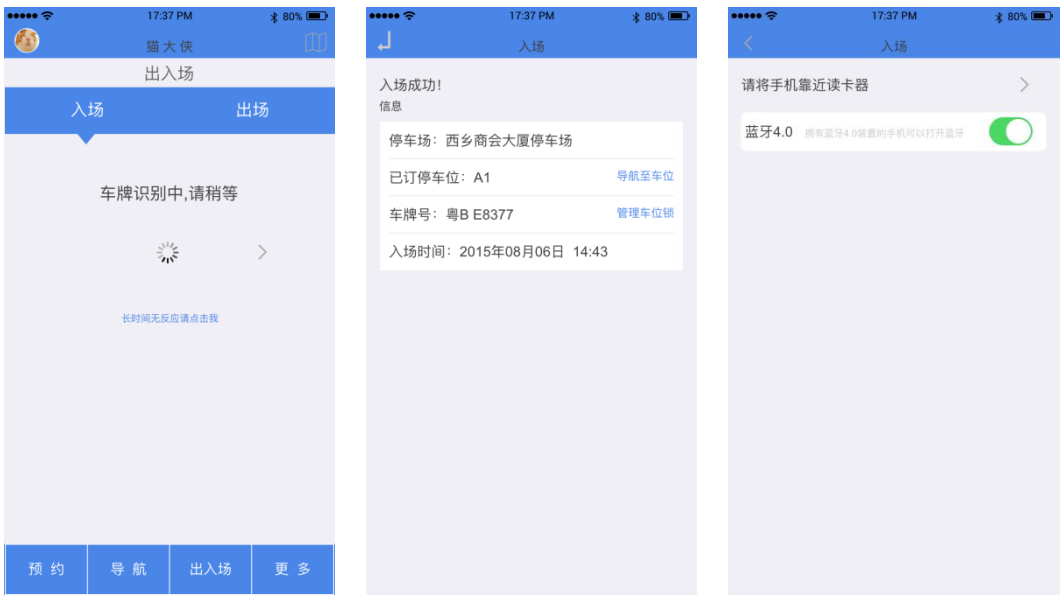 17:37 PM
80%
猫大侠
出入场
入场
出场
车牌识别中,请稍等
长时间无反应请点击我
预 约
导 航
出入场
更 多
17:37 PM
80%
入场
入场成功!
信息
停车场：西乡商会大厦停车场
已订停车位：A1
导航至车位
车牌号：粤B E8377
管理车位锁
入场时间：2015年08月06日 14:43
17:37 PM
80%
入场
请将手机靠近读卡器
蓝牙4.0 拥有蓝牙4.0装置的手机可以打开蓝牙